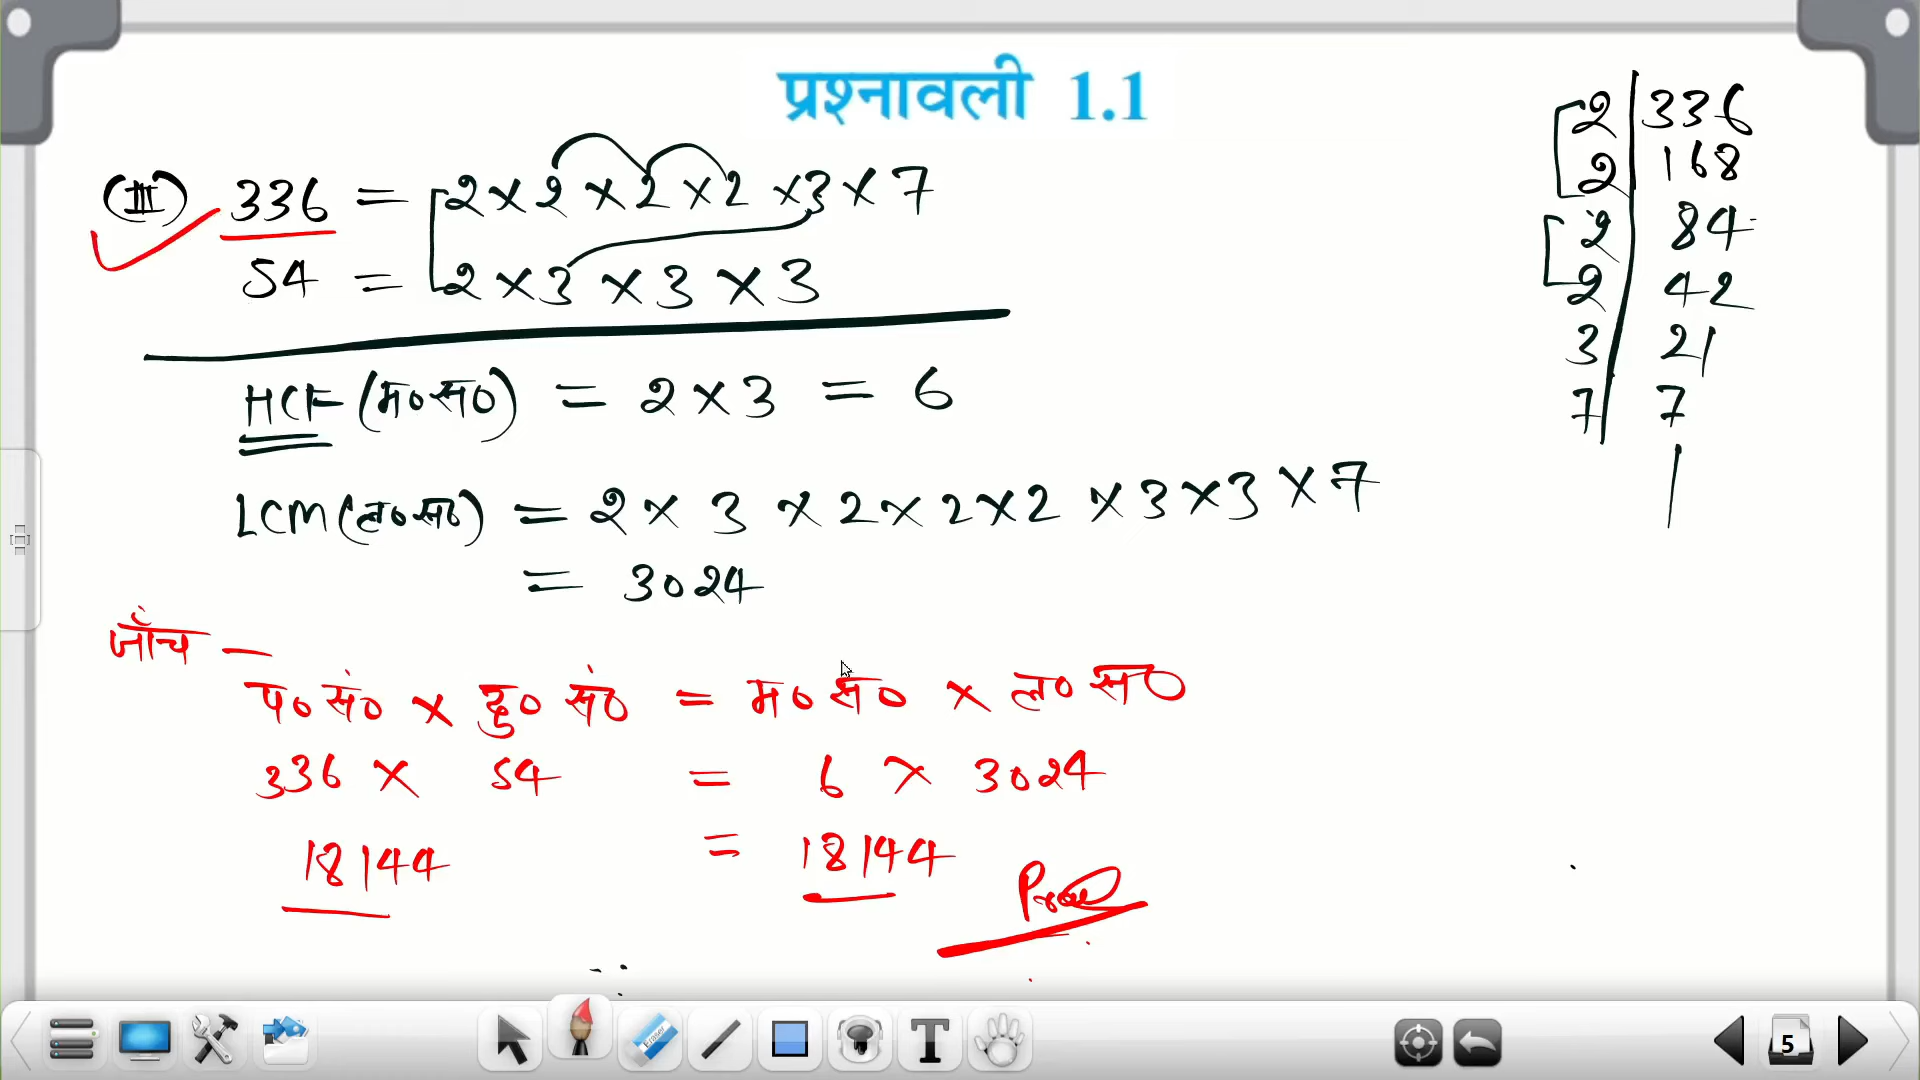 प्रश्नावली 1.1
(III) 336 = 2 × 2 × 2 × 2 × 3 × 7
54 = 2 × 3 × 3 × 3
HCF (म०स०) = 2 × 3 = 6
LCM (ल०स०) = 2 × 3 × 2 × 2 × 2 × 3 × 3 × 7
= 3024
जाँच –
प० सं० × दू० सं० = म० स० × ल० स०
336 × 54 = 6 × 3024
18144 = 18144
2 | 336
2 | 168
2 | 84
2 | 42
3 | 21
7 | 7
1
Eraser
T
5